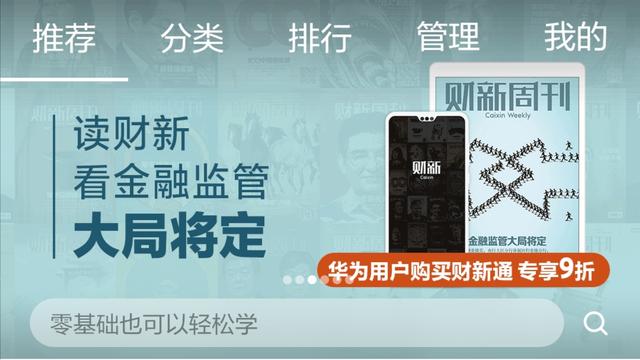 推荐 分类 排行 管理 我的
读财新
看金融监管
大局将定
财新周刊
Caixin Weekly
财新
Caixin
金融监管大局将定
华为用户购买财新通 专享9折
零基础也可以轻松学